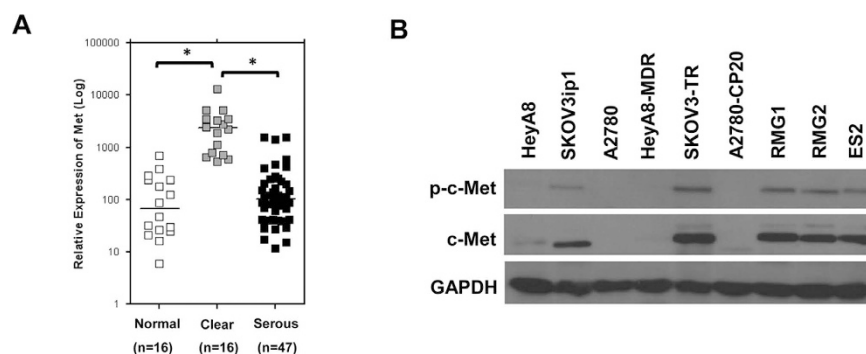 A
Relative Expression of Met (Log)
100000
10000
1000
100
10
1
* *
Normal Clear Serous
(n=16) (n=16) (n=47)
B
HeyA8 SKOV3ip1 A2780 HeyA8-MDR SKOV3-TR A2780-CP20 RMG1 RMG2 ES2
p-c-Met
c-Met
GAPDH